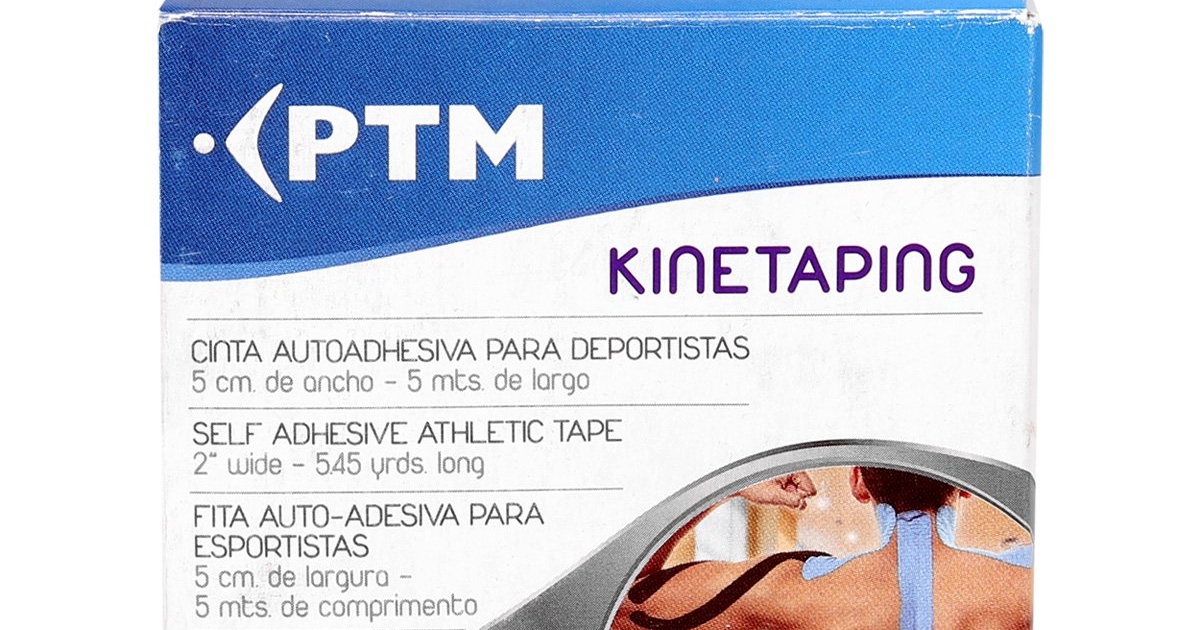 PTM
KINETAPING
CINTA AUTOADHESIVA PARA DEPORTISTAS
5 cm. de ancho - 5 mts. de largo
SELF ADHESIVE ATHLETIC TAPE
2" wide - 5.45 yrds. long
FITA AUTO-ADESIVA PARA
ESPORTISTAS
5 cm. de largura -
5 mts. de comprimento